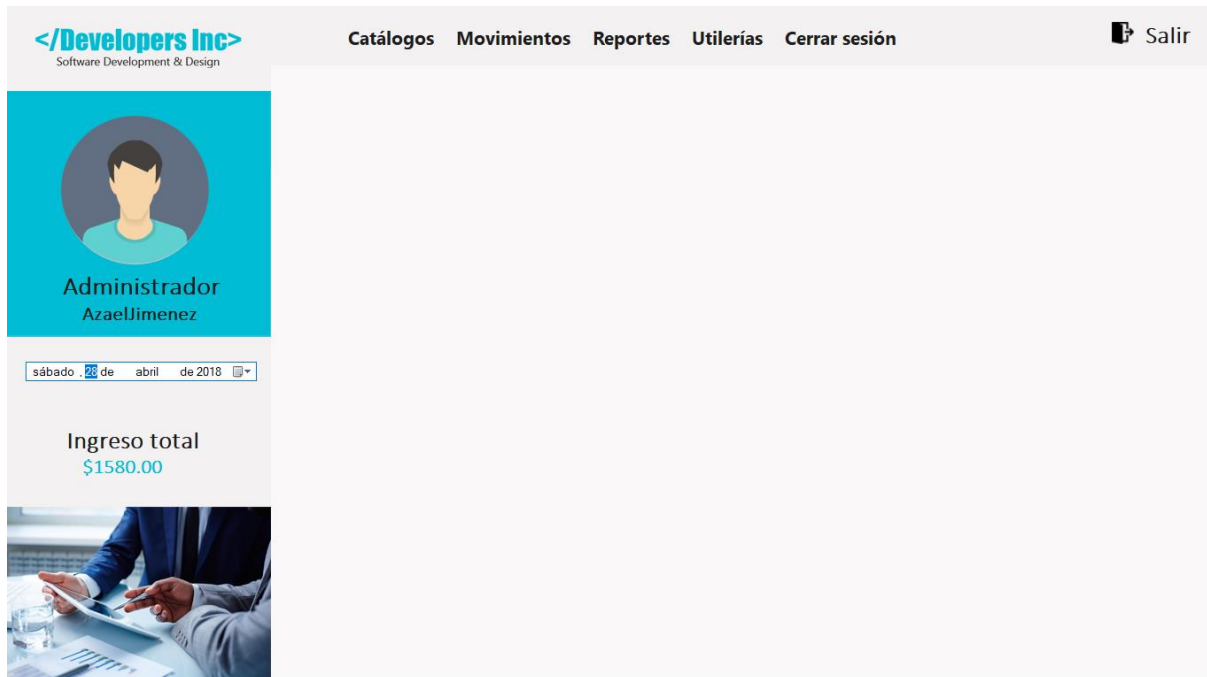 </Developers Inc>
Software Development & Design
Catálogos Movimientos Reportes Utilerías Cerrar sesión
Salir
Administrador
AzaelJimenez
sábado , 28 de abril de 2018
Ingreso total
$1580.00